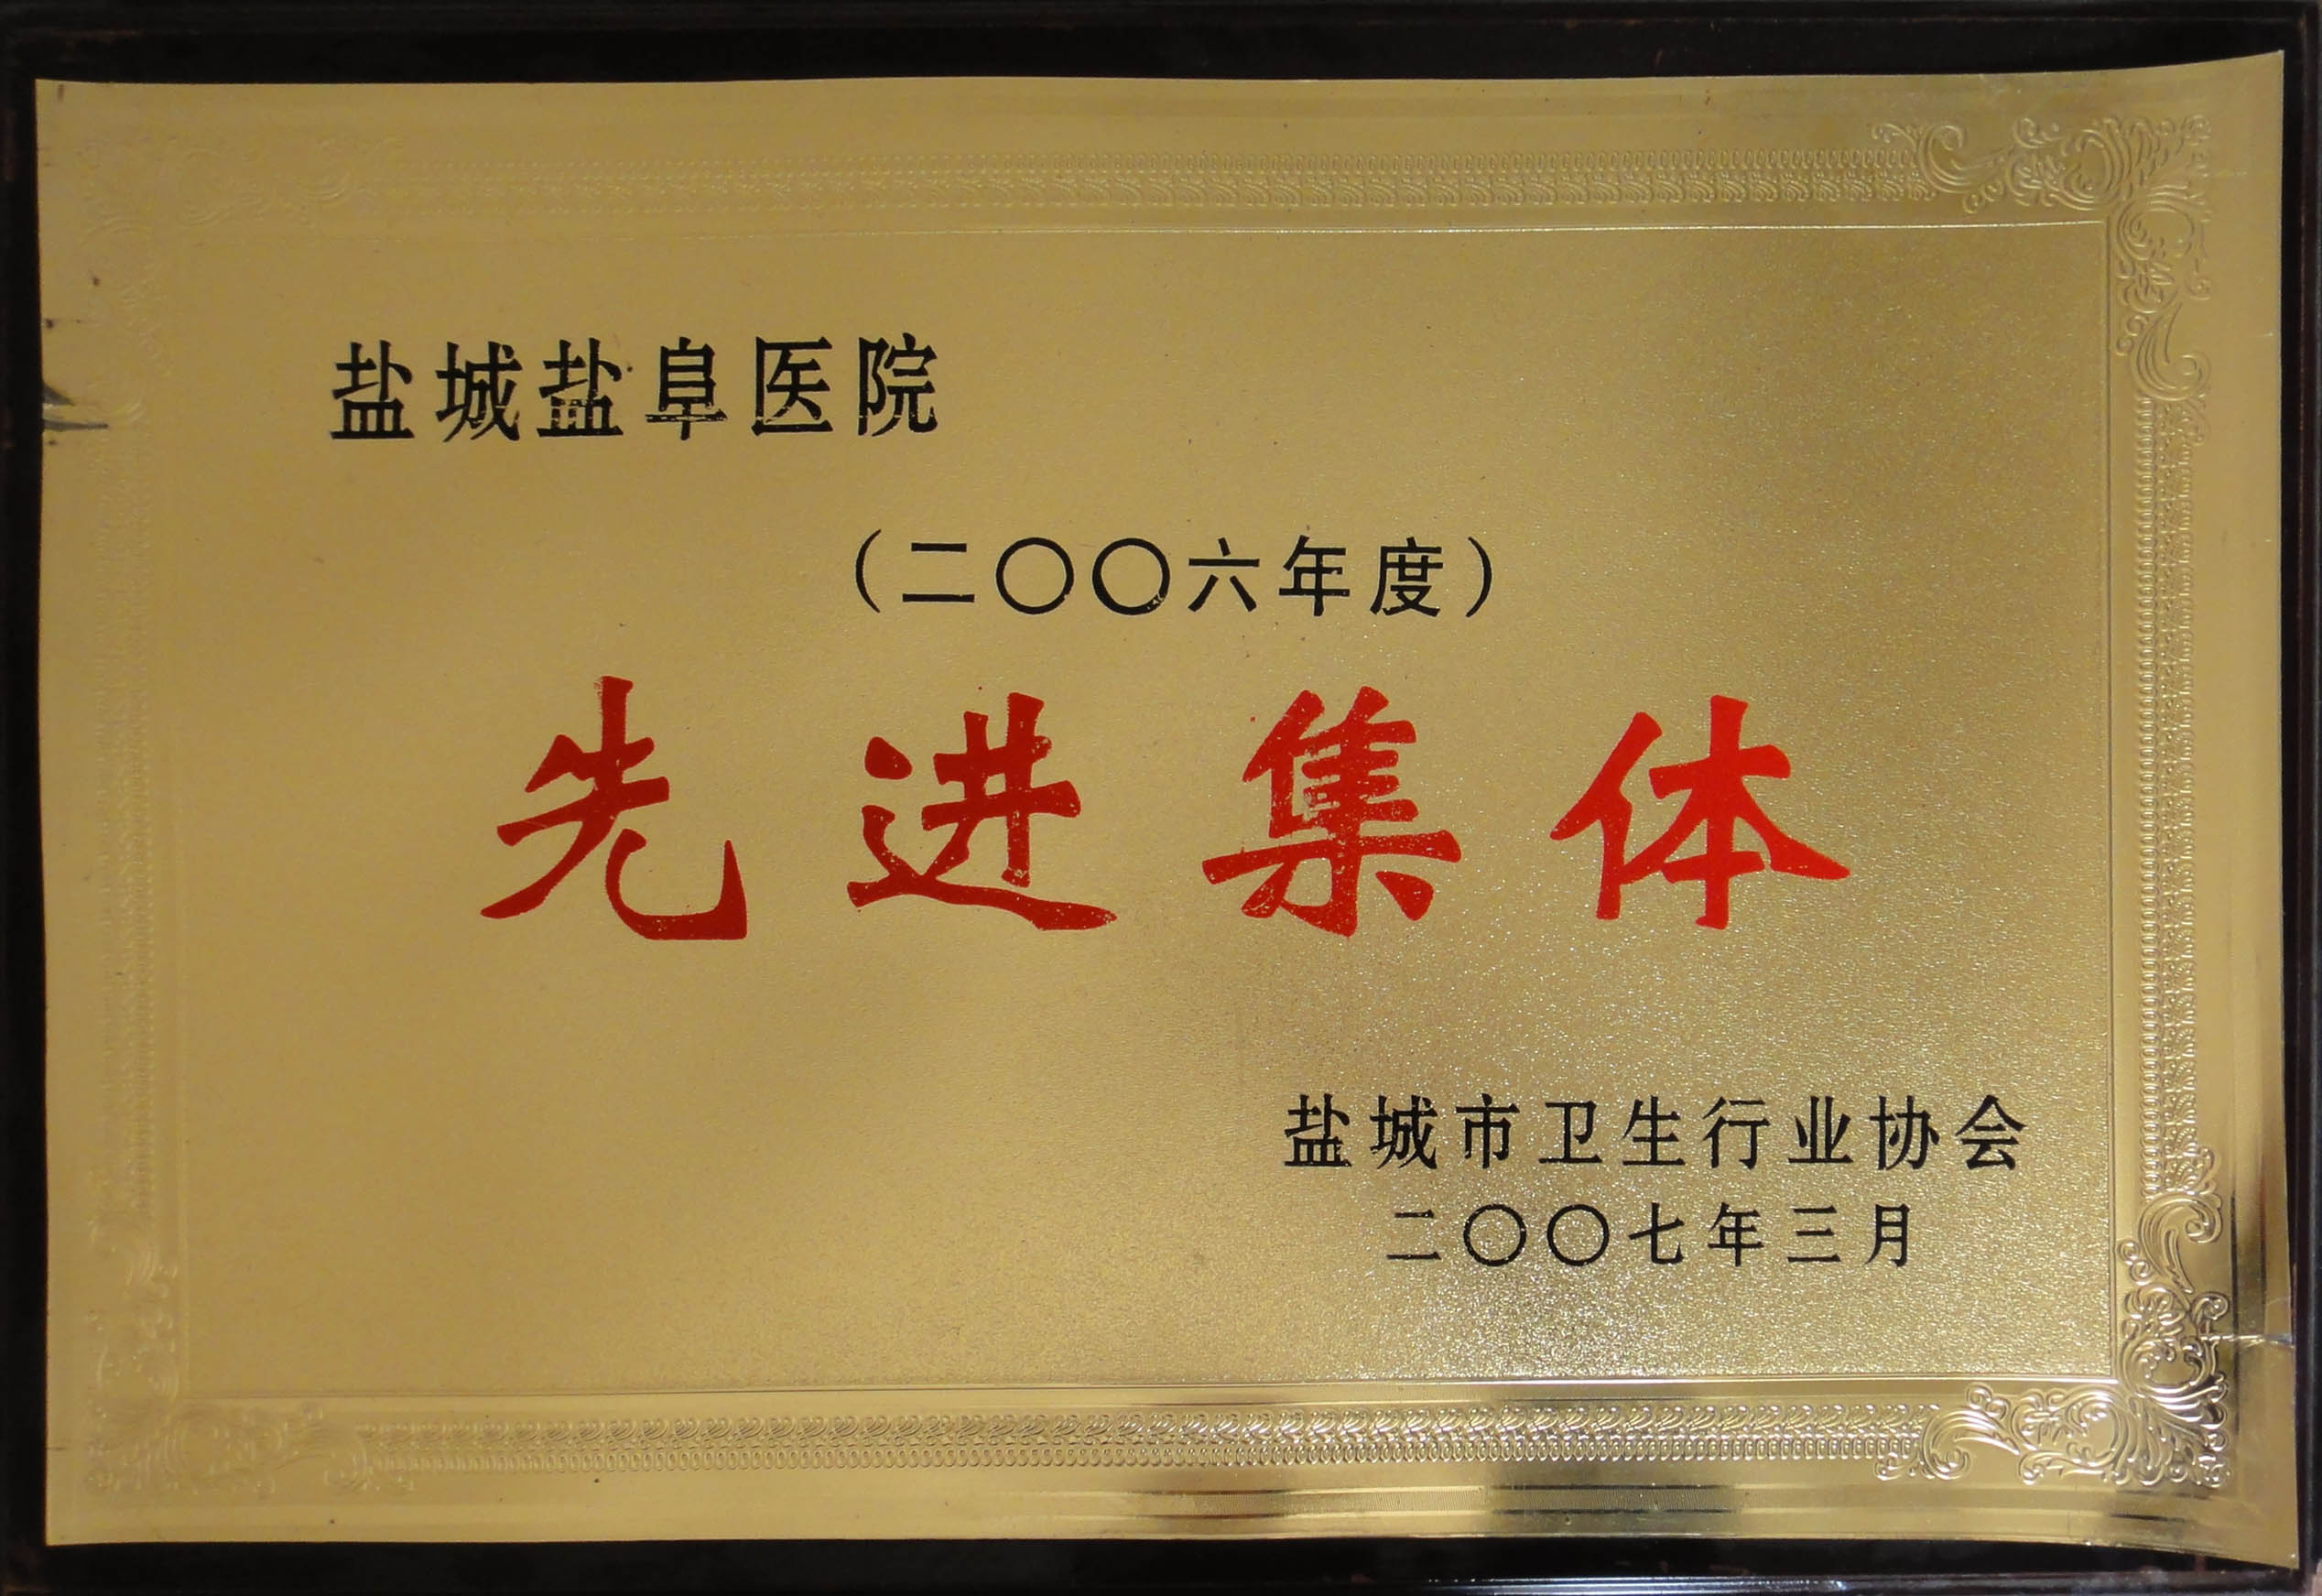 盐城盐阜医院
（二〇〇六年度）
先进集体
盐城市卫生行业协会
二〇〇七年三月